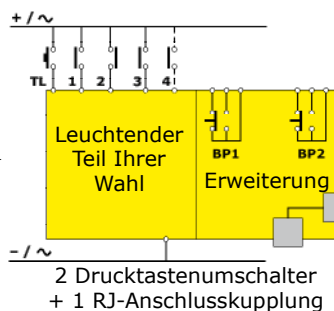 + / ~
TL 1 2 3 4
Leuchtender
Teil Ihrer
Wahl
BP1 BP2
Erweiterung
- / ~
2 Drucktastenumschalter
+ 1 RJ-Anschlusskupplung